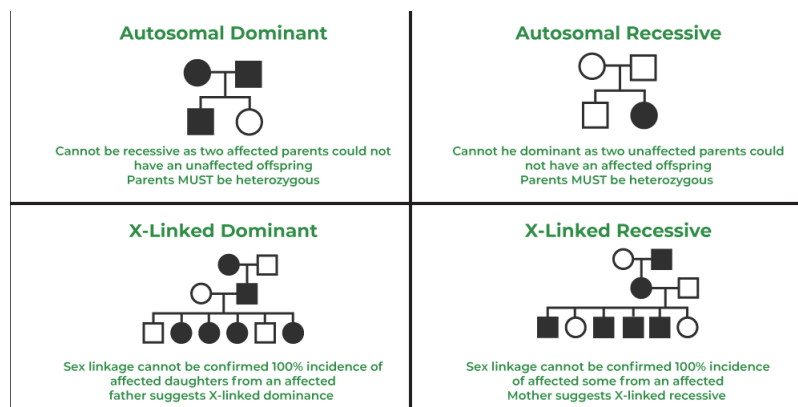 Autosomal Dominant
Cannot be recessive as two affected parents could not
have an unaffected offspring
Parents MUST be heterozygous
Autosomal Recessive
Cannot he dominant as two unaffected parents could
not have an affected offspring
Parents MUST be heterozygous
X-Linked Dominant
Sex linkage cannot be confirmed 100% incidence of
affected daughters from an affected
father suggests X-linked dominance
X-Linked Recessive
Sex linkage cannot be confirmed 100% incidence
of affected some from an affected
Mother suggests X-linked recessive